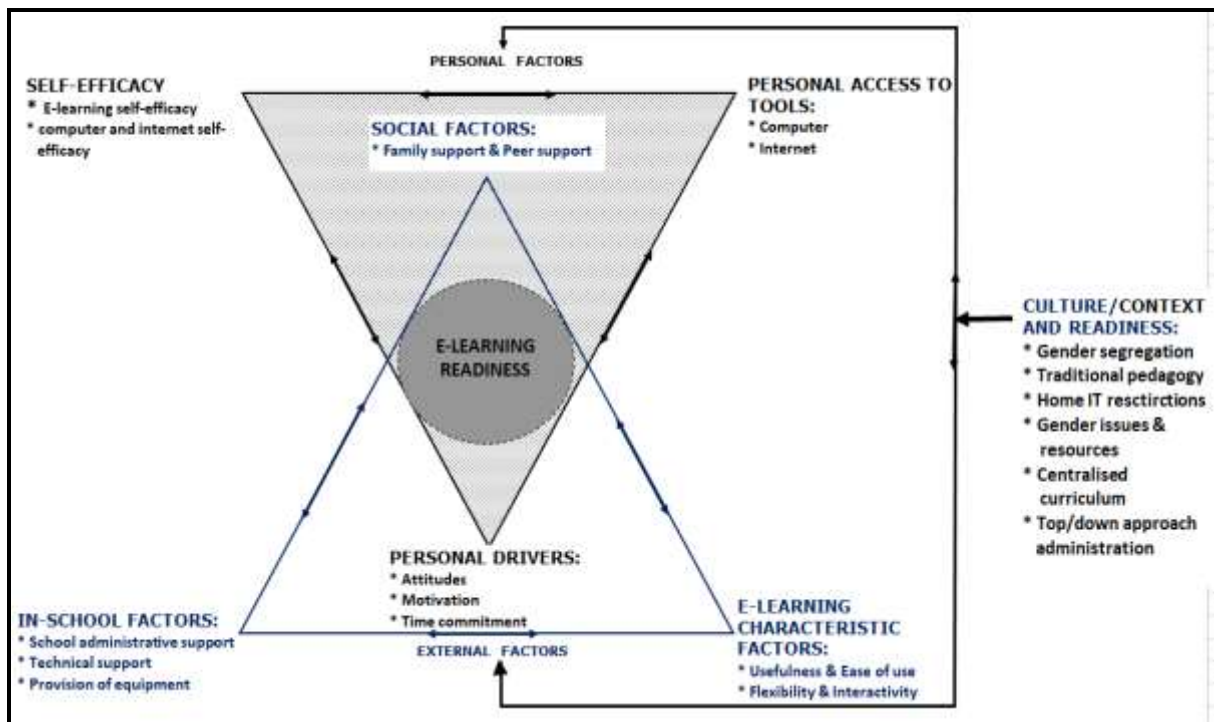 PERSONAL FACTORS
SELF-EFFICACY
* E-learning self-efficacy
* computer and internet self-
efficacy
PERSONAL ACCESS TO
TOOLS:
* Computer
* Internet
SOCIAL FACTORS:
* Family support & Peer support
E-LEARNING
READINESS
CULTURE/CONTEXT
AND READINESS:
* Gender segregation
* Traditional pedagogy
* Home IT resctirctions
* Gender issues &
resources
* Centralised
curriculum
* Top/down approach
administration
PERSONAL DRIVERS:
* Attitudes
* Motivation
* Time commitment
IN-SCHOOL FACTORS:
* School administrative support
* Technical support
* Provision of equipment
EXTERNAL FACTORS
E-LEARNING
CHARACTERISTIC
FACTORS:
* Usefulness & Ease of use
* Flexibility & Interactivity